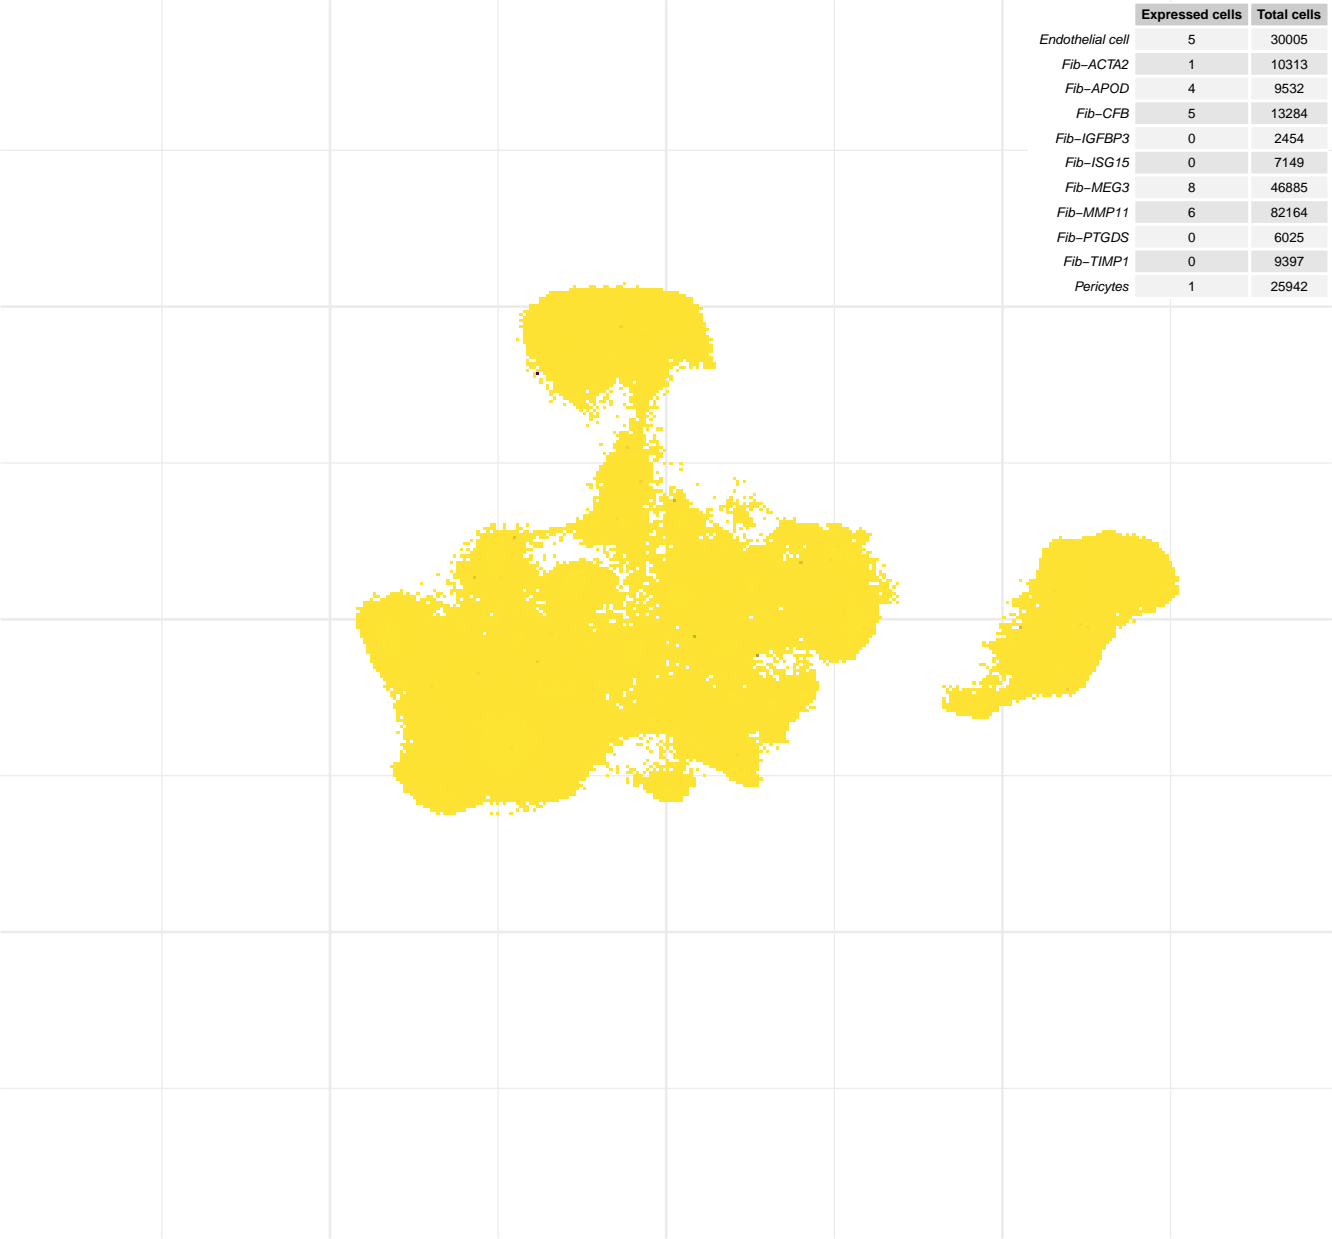 Expressed cells Total cells
Endothelial cell 5 30005
Fib−ACTA2 1 10313
Fib−APOD 4 9532
Fib−CFB 5 13284
Fib−IGFBP3 0 2454
Fib−ISG15 0 7149
Fib−MEG3 8 46885
Fib−MMP11 6 82164
Fib−PTGDS 0 6025
Fib−TIMP1 0 9397
Pericytes 1 25942